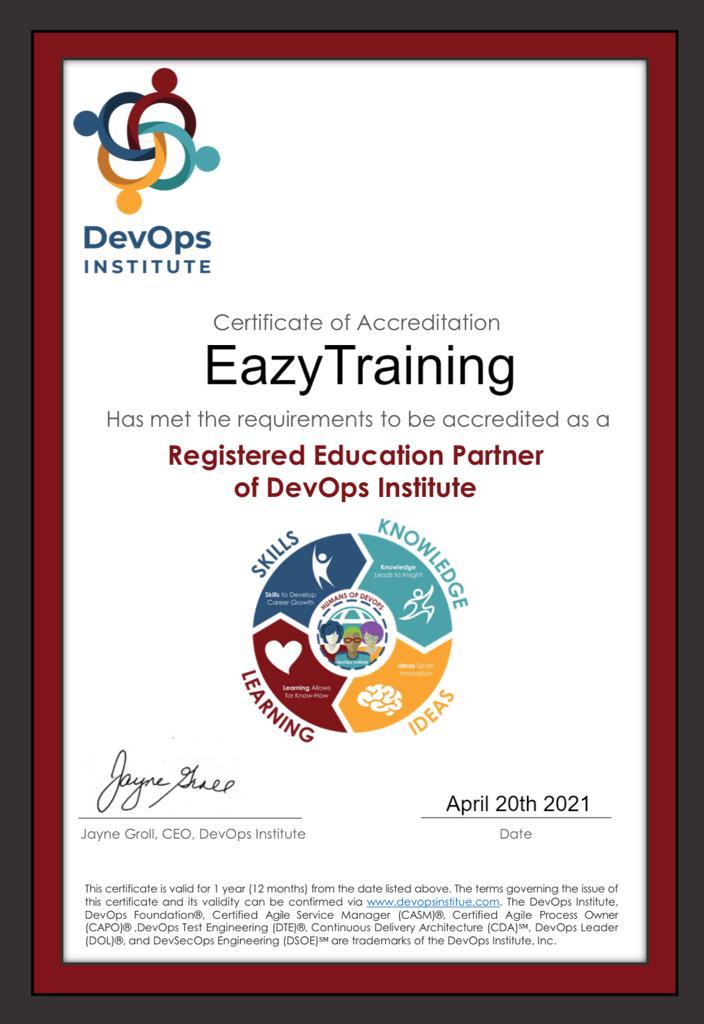 DevOps
INSTITUTE
Certificate of Accreditation
EazyTraining
Has met the requirements to be accredited as a
Registered Education Partner
of DevOps Institute
SKILLS
KNOWLEDGE
Skills to Develop
Career Growth
Knowledge
Leads to Insight
HUMANS OF DEVOPS
DevOps Institute
Learning Allows
for Know-How
Ideas Spark
Innovation
LEARNING
IDEAS
Jayne Groll
April 20th 2021
Jayne Groll, CEO, DevOps Institute
Date
This certificate is valid for 1 year (12 months) from the date listed above. The terms governing the issue of
this certificate and its validity can be confirmed via www.devopsinstitue.com. The DevOps Institute,
DevOps Foundation®, Certified Agile Service Manager (CASM)®, Certified Agile Process Owner
(CAPO)® ,DevOps Test Engineering (DTE)®, Continuous Delivery Architecture (CDA)℠, DevOps Leader
(DOL)®, and DevSecOps Engineering (DSOE)℠ are trademarks of the DevOps Institute, Inc.